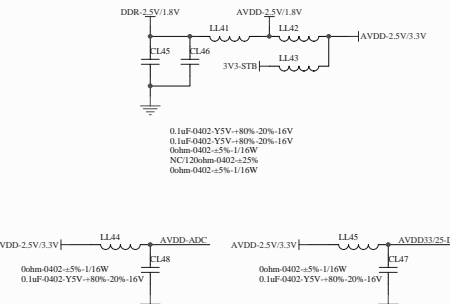 DDR-2.5V/1.8V
AVDD-2.5V/1.8V
LL41
LL42
AVDD-2.5V/3.3V
CL45
CL46
LL43
3V3-STB
0.1uF-0402-Y5V-+80%-20%-16V
0.1uF-0402-Y5V-+80%-20%-16V
0ohm-0402-±5%-1/16W
NC/120ohm-0402-±25%
0ohm-0402-±5%-1/16W
VDD-2.5V/3.3V
LL44
AVDD-ADC
CL48
0ohm-0402-±5%-1/16W
0.1uF-0402-Y5V-+80%-20%-16V
AVDD-2.5V/3.3V
LL45
AVDD33/25-D
CL47
0ohm-0402-±5%-1/16W
0.1uF-0402-Y5V-+80%-20%-16V